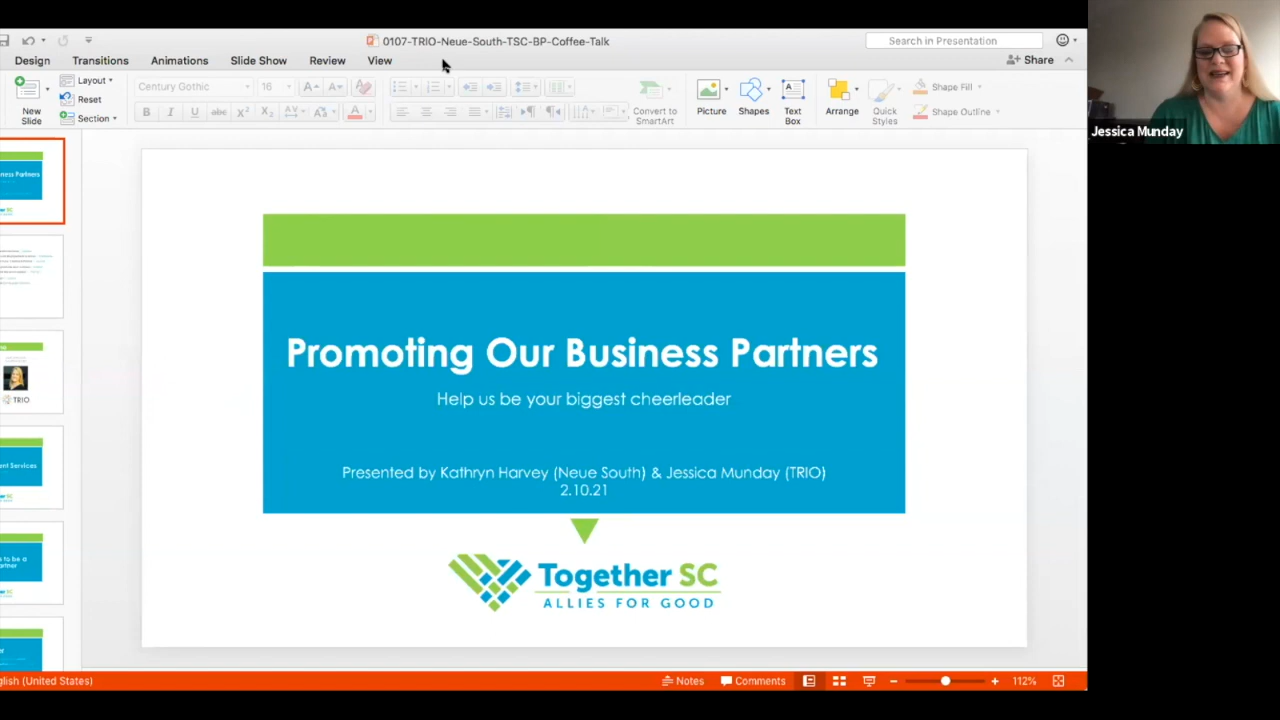 0107-TRIO-Neue-South-TSC-BP-Coffee-Talk
Search in Presentation
Design
Transitions
Animations
Slide Show
Review
View
Share
New
Slide
Layout
Reset
Section
Century Gothic
16
Convert to
SmartArt
Picture
Shapes
Text
Box
Arrange
Quick
Styles
Shape Fill
Shape Outline
Jessica Munday
ness Partners
TRIO
nt Services
s to be a
Promoting Our Business Partners
Help us be your biggest cheerleader
Presented by Kathryn Harvey (Neue South) & Jessica Munday (TRIO)
2.10.21
Together SC
ALLIES FOR GOOD
glish (United States)
Notes
Comments
112%